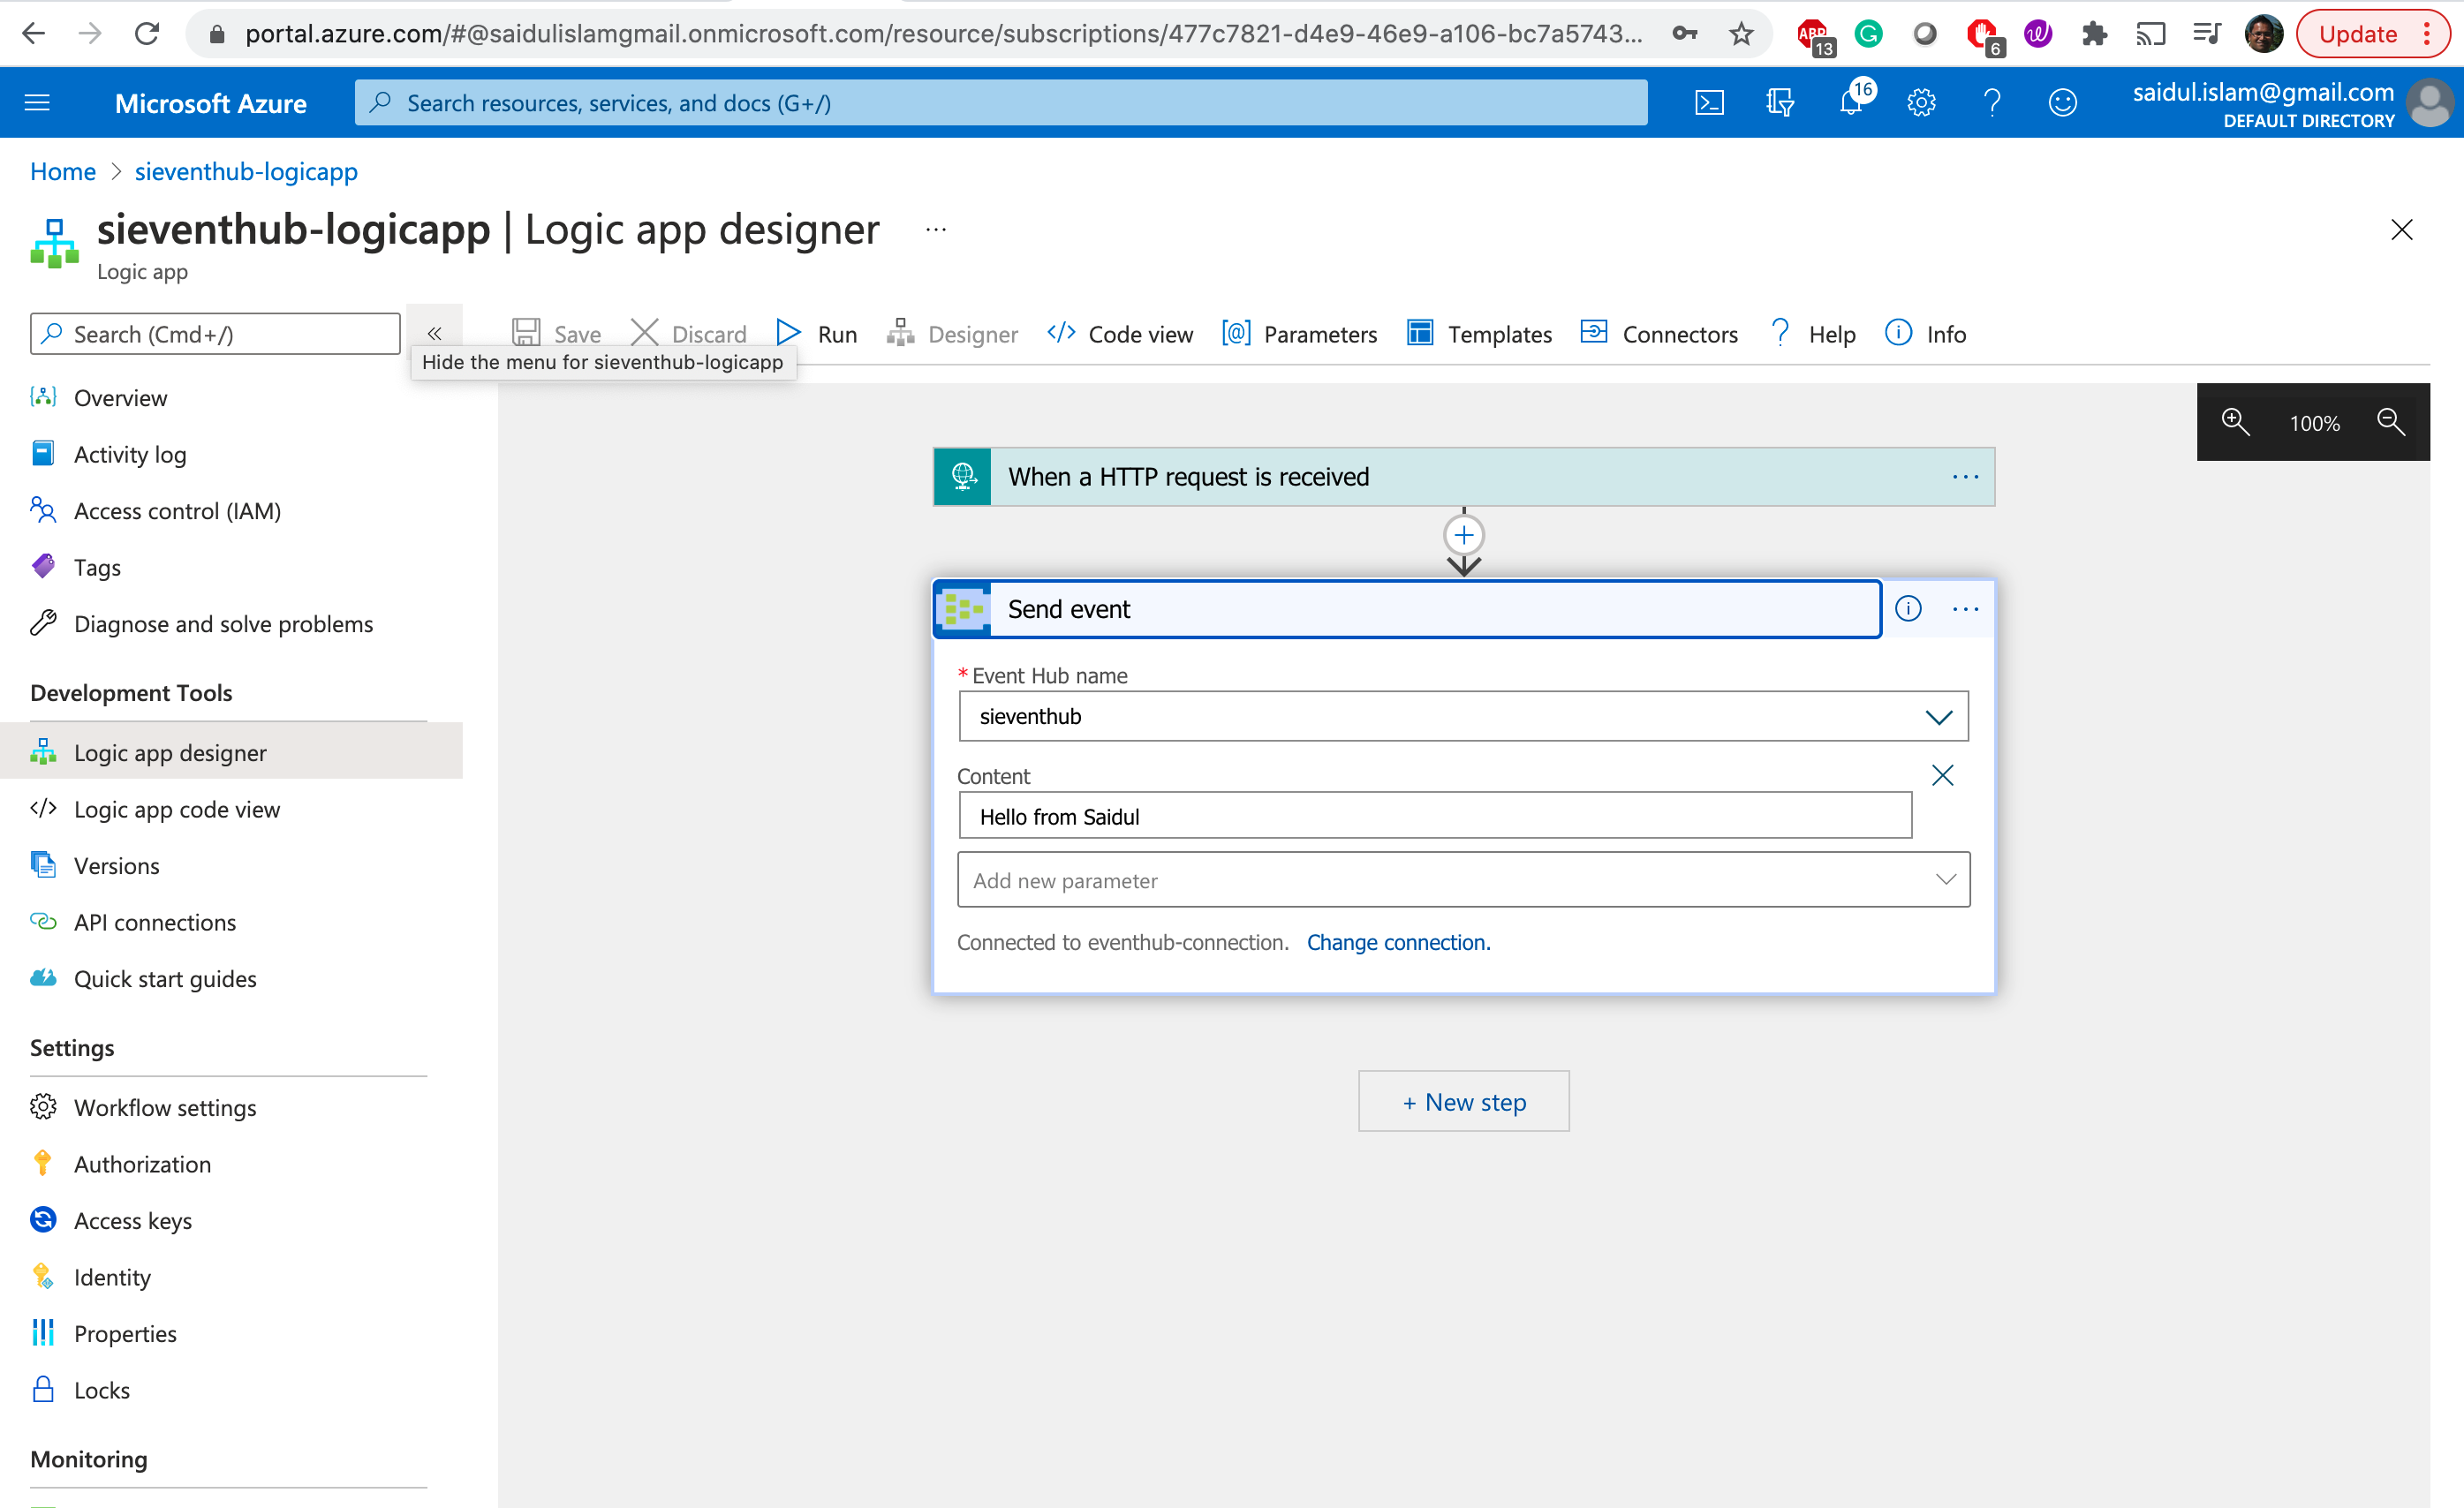 portal.azure.com/#@saidulislamgmail.onmicrosoft.com/resource/subscriptions/477c7821-d4e9-46e9-a106-bc7a5743...
ABP
13
6
Update
Microsoft Azure
Search resources, services, and docs (G+/)
16
saidul.islam@gmail.com
DEFAULT DIRECTORY
Home > sieventhub-logicapp
sieventhub-logicapp | Logic app designer ...
Logic app
Search (Cmd+/)
«
Save
Discard
Run
Designer
Code view
Parameters
Templates
Connectors
Help
Info
Hide the menu for sieventhub-logicapp
Overview
Activity log
Access control (IAM)
Tags
Diagnose and solve problems
Development Tools
Logic app designer
Logic app code view
Versions
API connections
Quick start guides
Settings
Workflow settings
Authorization
Access keys
Identity
Properties
Locks
Monitoring
100%
When a HTTP request is received
Send event
* Event Hub name
sieventhub
Content
Hello from Saidul
Add new parameter
Connected to eventhub-connection. Change connection.
+ New step